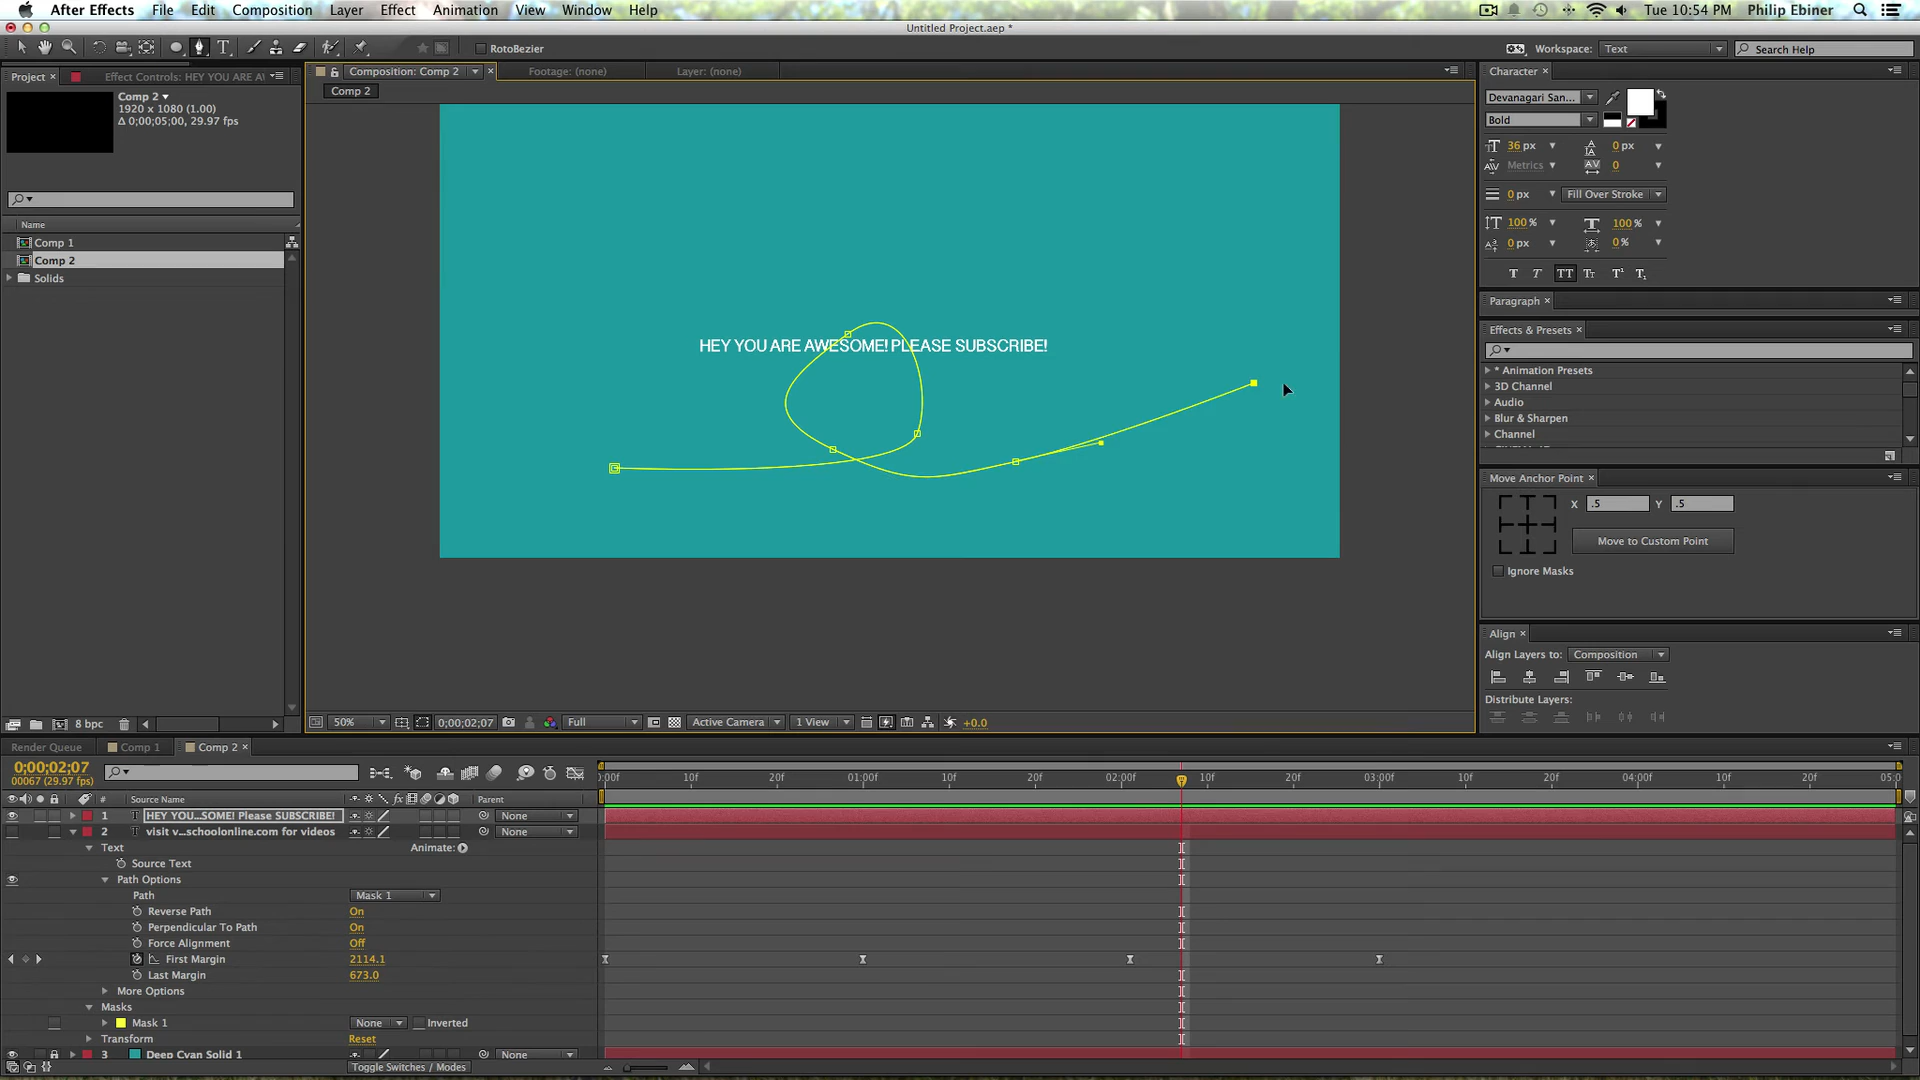 After Effects File Edit Composition Layer Effect Animation View Window Help Tue 10:54 PM Philip Ebiner
Untitled Project.aep *
RotoBezier Workspace: Text Search Help
Project × Effect Controls: HEY YOU ARE A
Composition: Comp 2 × Footage: (none) Layer: (none)
Character ×
Comp 2
Comp 2
1920 x 1080 (1.00)
Δ 0;00;05;00, 29.97 fps
Devanagari San...
Bold
36 px 0 px
Metrics 0
0 px Fill Over Stroke
100 % 100 %
0 px 0 %
T T TT Tt
Name
Comp 1
Comp 2
Solids
HEY YOU ARE AWESOME! PLEASE SUBSCRIBE!
Paragraph ×
Effects & Presets ×
* Animation Presets
3D Channel
Audio
Blur & Sharpen
Channel
Move Anchor Point ×
X .5 Y .5
Move to Custom Point
Ignore Masks
Align ×
Align Layers to: Composition
Distribute Layers:
8 bpc
50% 0;00;02;07 Full Active Camera 1 View +0.0
Render Queue Comp 1 Comp 2 ×
0;00;02;07
00067 (29.97 fps)
0:00f 10f 20f 01:00f 10f 20f 02:00f 10f 20f 03:00f 10f 20f 04:00f 10f 20f 05:0
# Source Name fx Parent
1 T HEY YOU...SOME! Please SUBSCRIBE! None
2 T visit v...schoolonline.com for videos None
Text Animate:
Source Text
Path Options
Path Mask 1
Reverse Path On
Perpendicular To Path On
Force Alignment Off
First Margin 2114.1
Last Margin 673.0
More Options
Masks
Mask 1 None Inverted
Transform Reset
3 Deep Cyan Solid 1 None
Toggle Switches / Modes